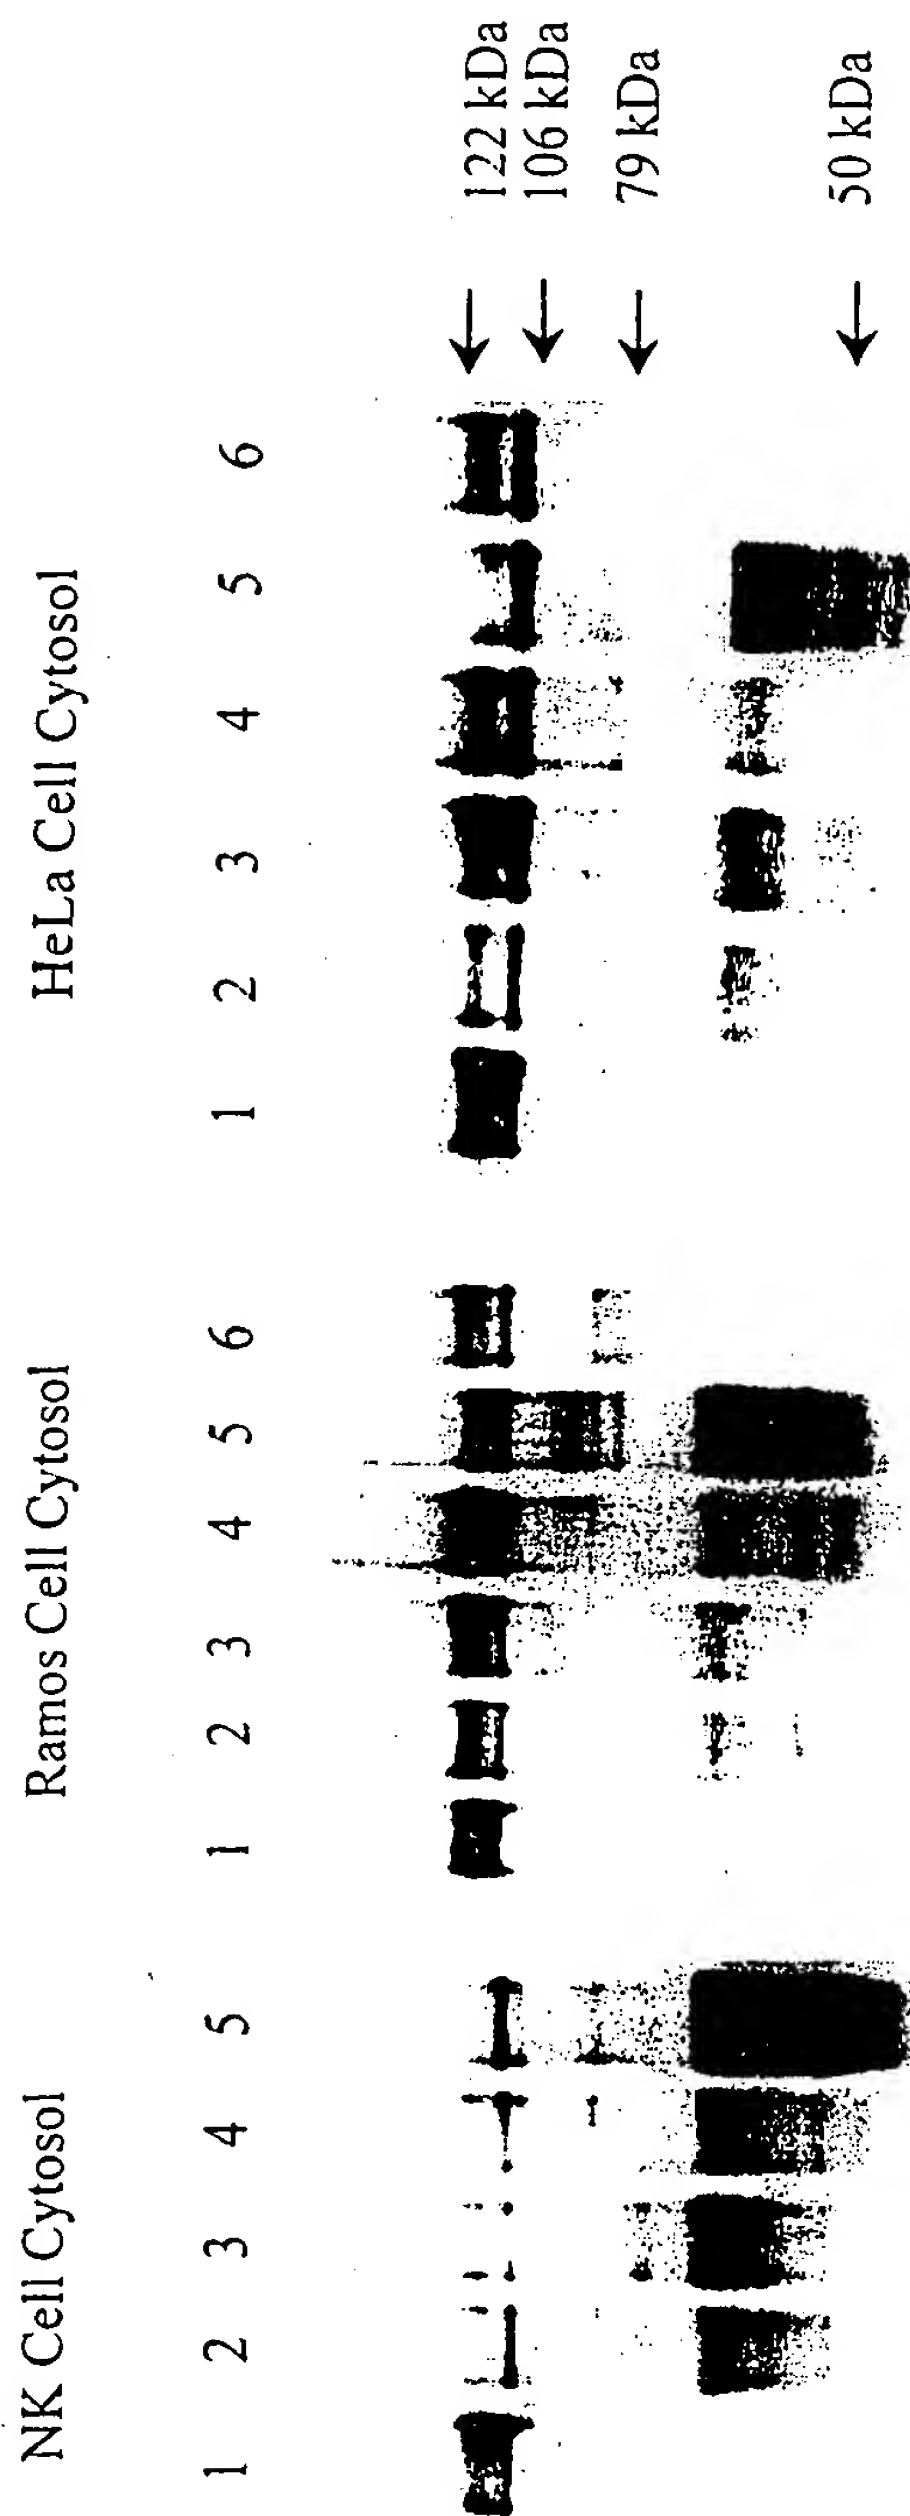 NK Cell Cytosol Ramos Cell Cytosol HeLa Cell Cytosol
1 2 3 4 5 1 2 3 4 5 6 1 2 3 4 5 6
122 kDa
106 kDa
79 kDa
50 kDa